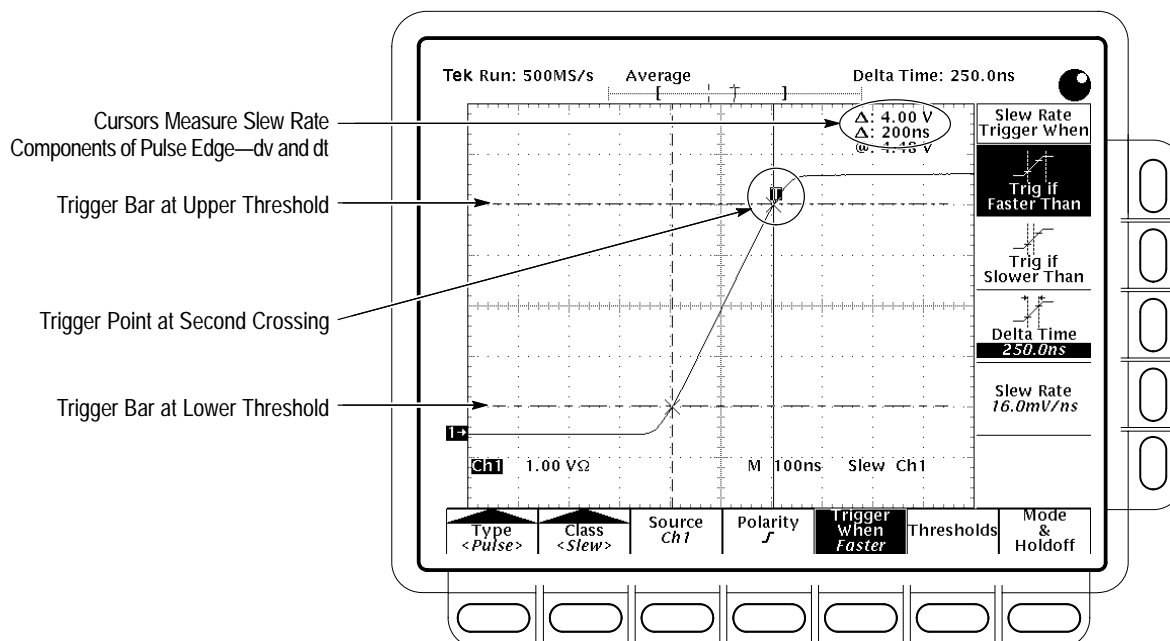 Tek Run: 500MS/s Average Delta Time: 250.0ns
Cursors Measure Slew Rate
Components of Pulse Edge—dv and dt
Trigger Bar at Upper Threshold
Trigger Point at Second Crossing
Trigger Bar at Lower Threshold
[ T ]
Δ: 4.00 V
Δ: 200ns
@: 4.48 V
T
1→
Ch1 1.00 VΩ M 100ns Slew Ch1
Slew Rate
Trigger When
Trig if
Faster Than
Trig if
Slower Than
Delta Time
250.0ns
Slew Rate
16.0mV/ns
Type
<Pulse>
Class
<Slew>
Source
Ch1
Polarity
Trigger
When
Faster
Thresholds
Mode
&
Holdoff